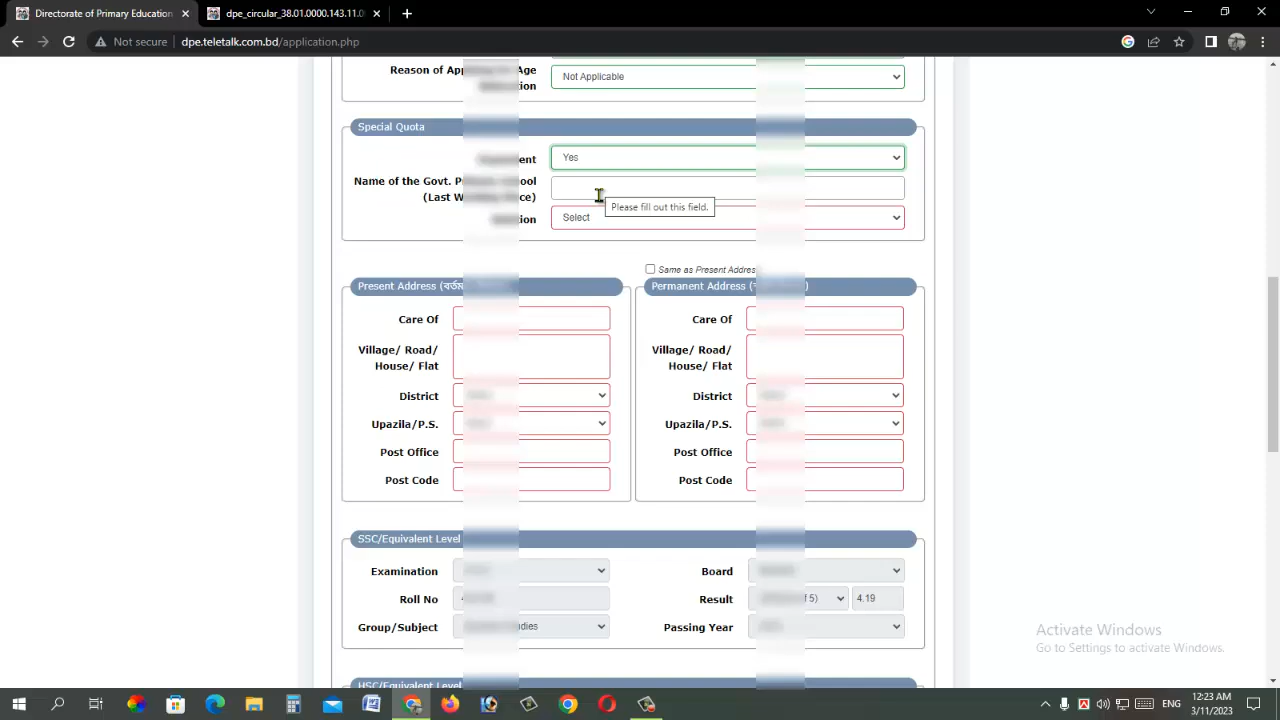 Directorate of Primary Education
dpe_circular_38.01.0000.143.11.0
Not secure
dpe.teletalk.com.bd/application.php
Reason of Age
Not Applicable
Special Quota
Yes
Name of the Govt.
(Last
Please fill out this field.
Select
Same as Present Address
Present Address
Permanent Address
Care Of
Care Of
Village/ Road/
House/ Flat
Village/ Road/
House/ Flat
District
District
Upazila/P.S.
Upazila/P.S.
Post Office
Post Office
Post Code
Post Code
SSC/Equivalent Level
Examination
Board
Roll No
Result
5)
4.19
Group/Subject
Passing Year
HSC/Equivalent Level
Activate Windows
Go to Settings to activate Windows.
ENG
12:23 AM
3/11/2023